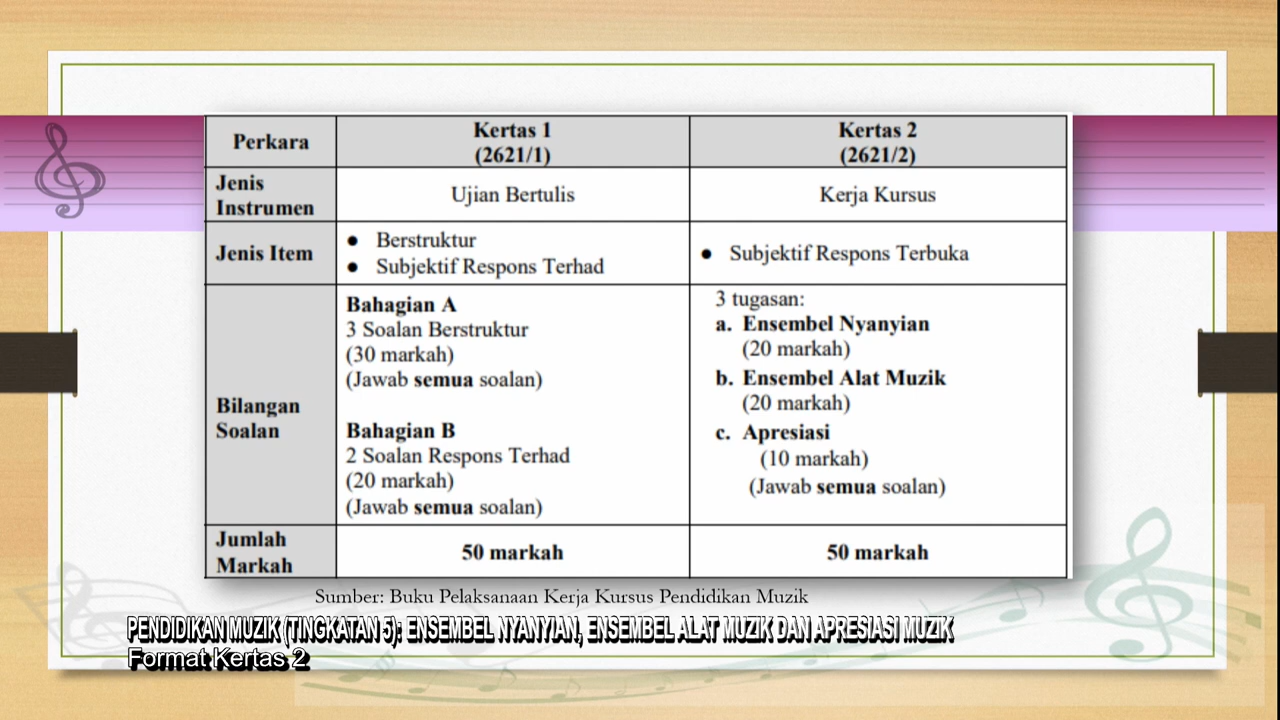 Perkara
Kertas 1
(2621/1)
Kertas 2
(2621/2)
Jenis
Instrumen
Ujian Bertulis
Kerja Kursus
Jenis Item
● Berstruktur
● Subjektif Respons Terhad
● Subjektif Respons Terbuka
Bilangan
Soalan
Bahagian A
3 Soalan Berstruktur
(30 markah)
(Jawab semua soalan)
Bahagian B
2 Soalan Respons Terhad
(20 markah)
(Jawab semua soalan)
3 tugasan:
a. Ensembel Nyanyian
(20 markah)
b. Ensembel Alat Muzik
(20 markah)
c. Apresiasi
(10 markah)
(Jawab semua soalan)
Jumlah
Markah
50 markah
50 markah
Sumber: Buku Pelaksanaan Kerja Kursus Pendidikan Muzik
PENDIDIKAN MUZIK (TINGKATAN 5): ENSEMBEL NYANYIAN, ENSEMBEL ALAT MUZIK DAN APRESIASI MUZIK
Format Kertas 2